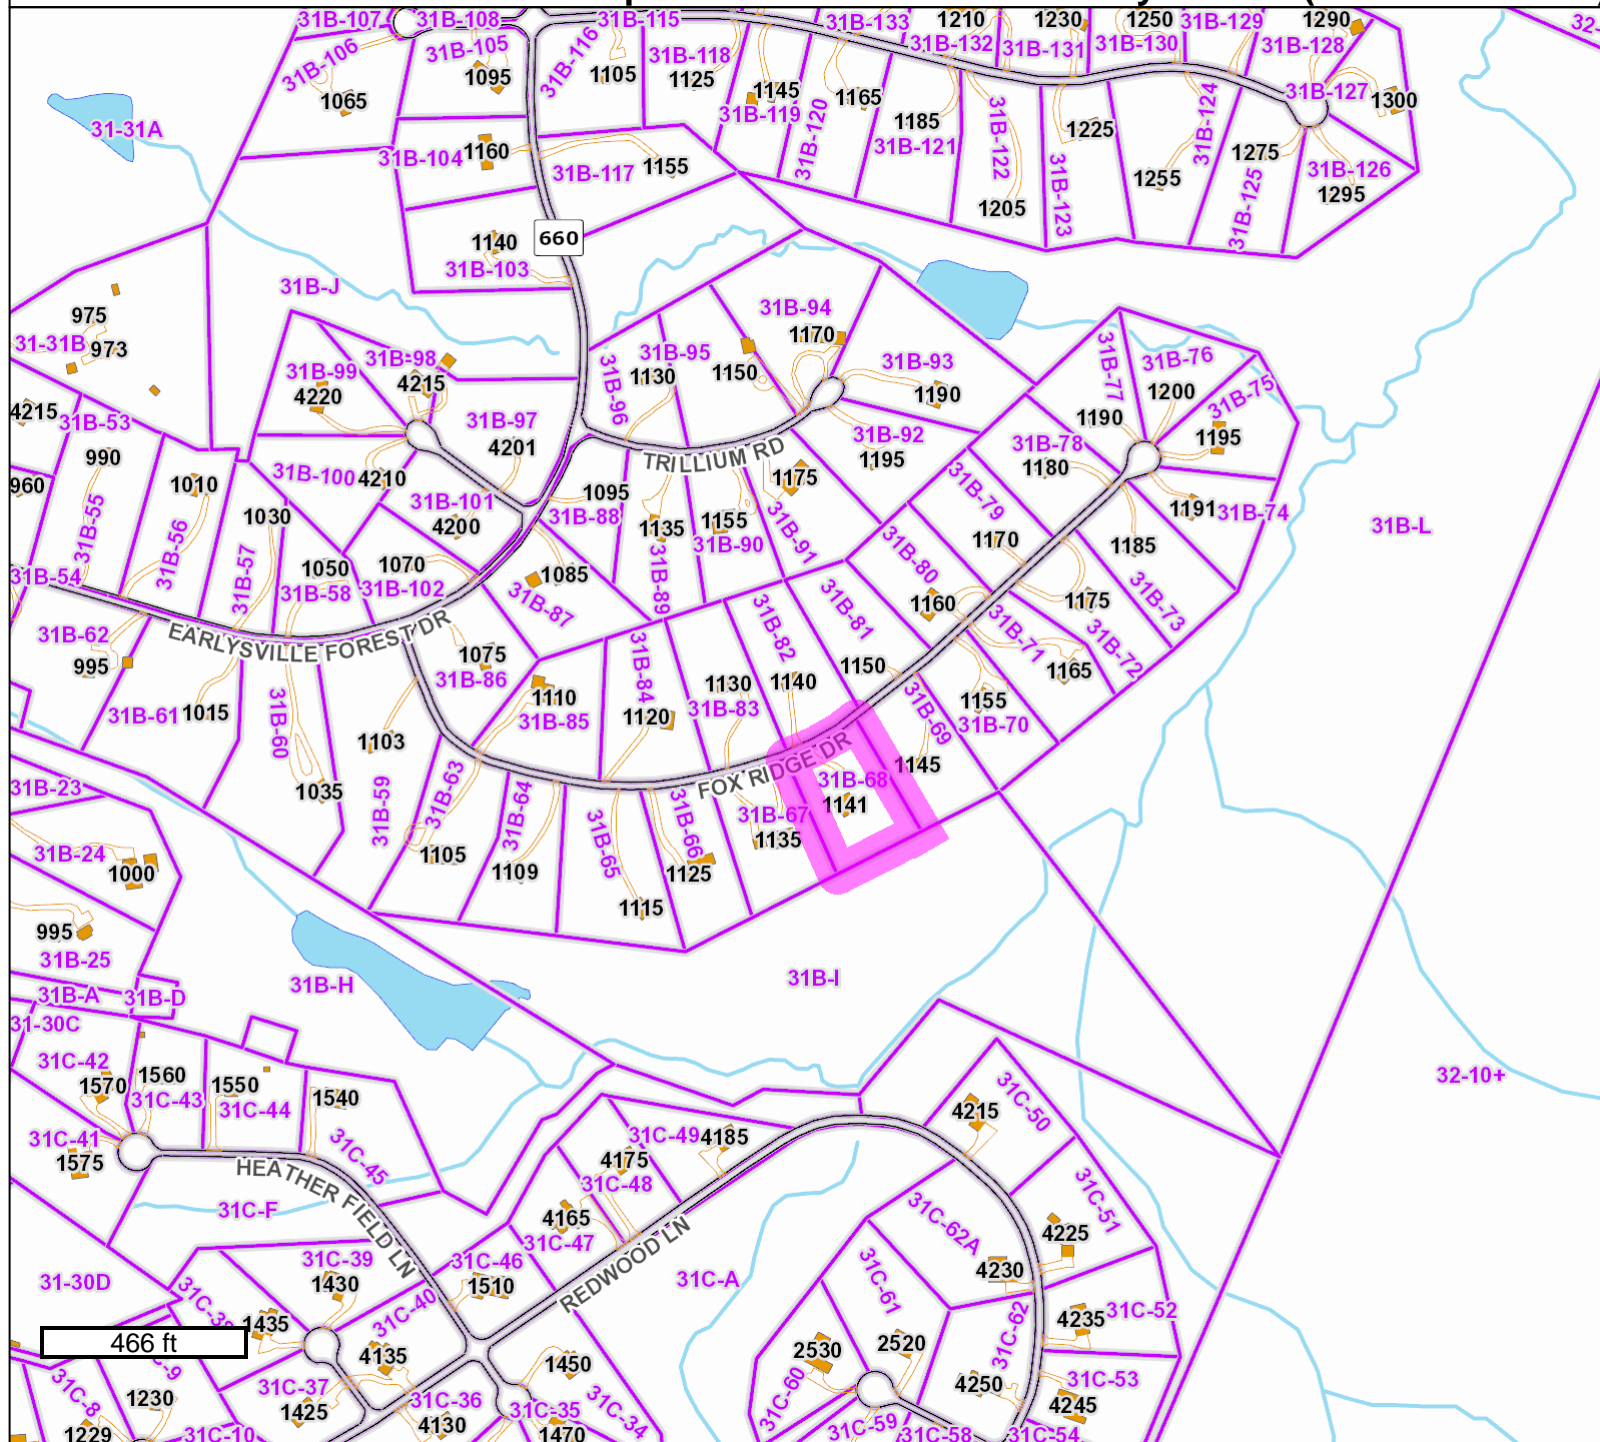 31B-107
31B-108
31B-115
31B-133
1210
1230
1250
31B-129
1290
32-
31B-106
31B-105
31B-116
31B-118
31B-132
31B-131
31B-130
31B-128
1065
1095
1105
1125
1145
31B-119
31B-120
1165
1185
31B-121
31B-122
1205
1225
31B-123
31B-124
1255
1275
31B-125
31B-127
1300
31B-126
1295
31-31A
31B-104
1160
31B-117
1155
1140
31B-103
660
31B-J
975
31-31B
973
31B-99
4220
31B-98
4215
31B-97
4201
31B-96
31B-95
1130
1150
31B-94
1170
31B-93
1190
31B-92
1195
31B-77
31B-76
1200
31B-75
1190
1195
31B-78
1180
31B-74
1191
1185
31B-L
4215
31B-53
990
960
31B-55
1010
31B-56
31B-100
4210
1030
31B-57
31B-101
4200
1050
31B-58
1070
31B-102
TRILLIUM RD
1095
31B-88
1135
31B-89
1155
31B-90
1175
31B-91
31B-79
1170
31B-80
1160
1175
31B-73
31B-72
31B-71
1165
31B-54
31B-62
995
EARLYSVILLE FOREST DR
1085
31B-87
1075
31B-86
31B-84
31B-82
31B-81
1150
1140
1130
31B-83
1110
31B-85
1120
31B-69
1155
31B-70
1145
31B-61
1015
31B-60
1035
1103
31B-59
31B-63
1105
31B-64
1109
31B-65
1115
31B-66
1125
FOX RIDGE DR
31B-67
1135
31B-68
1141
31B-23
31B-24
1000
995
31B-25
31B-A
31B-D
31-30C
31B-H
31B-I
32-10+
31C-42
1570
1560
31C-43
1550
31C-44
1540
31C-45
31C-41
1575
HEATHER FIELD LN
31C-F
31C-49
4185
4175
31C-48
4165
31C-47
31C-46
1510
REDWOOD LN
31C-A
31C-50
4215
31C-51
4225
31C-62A
4230
31C-61
31C-62
31C-52
4235
31-30D
31C-39
1430
31C-40
1435
4135
466 ft
31C-8
1230
1229
31C-10
31C-37
1425
31C-36
4130
1450
31C-35
1470
31C-34
2530
2520
31C-60
31C-59
31C-58
4250
31C-53
4245
31C-54